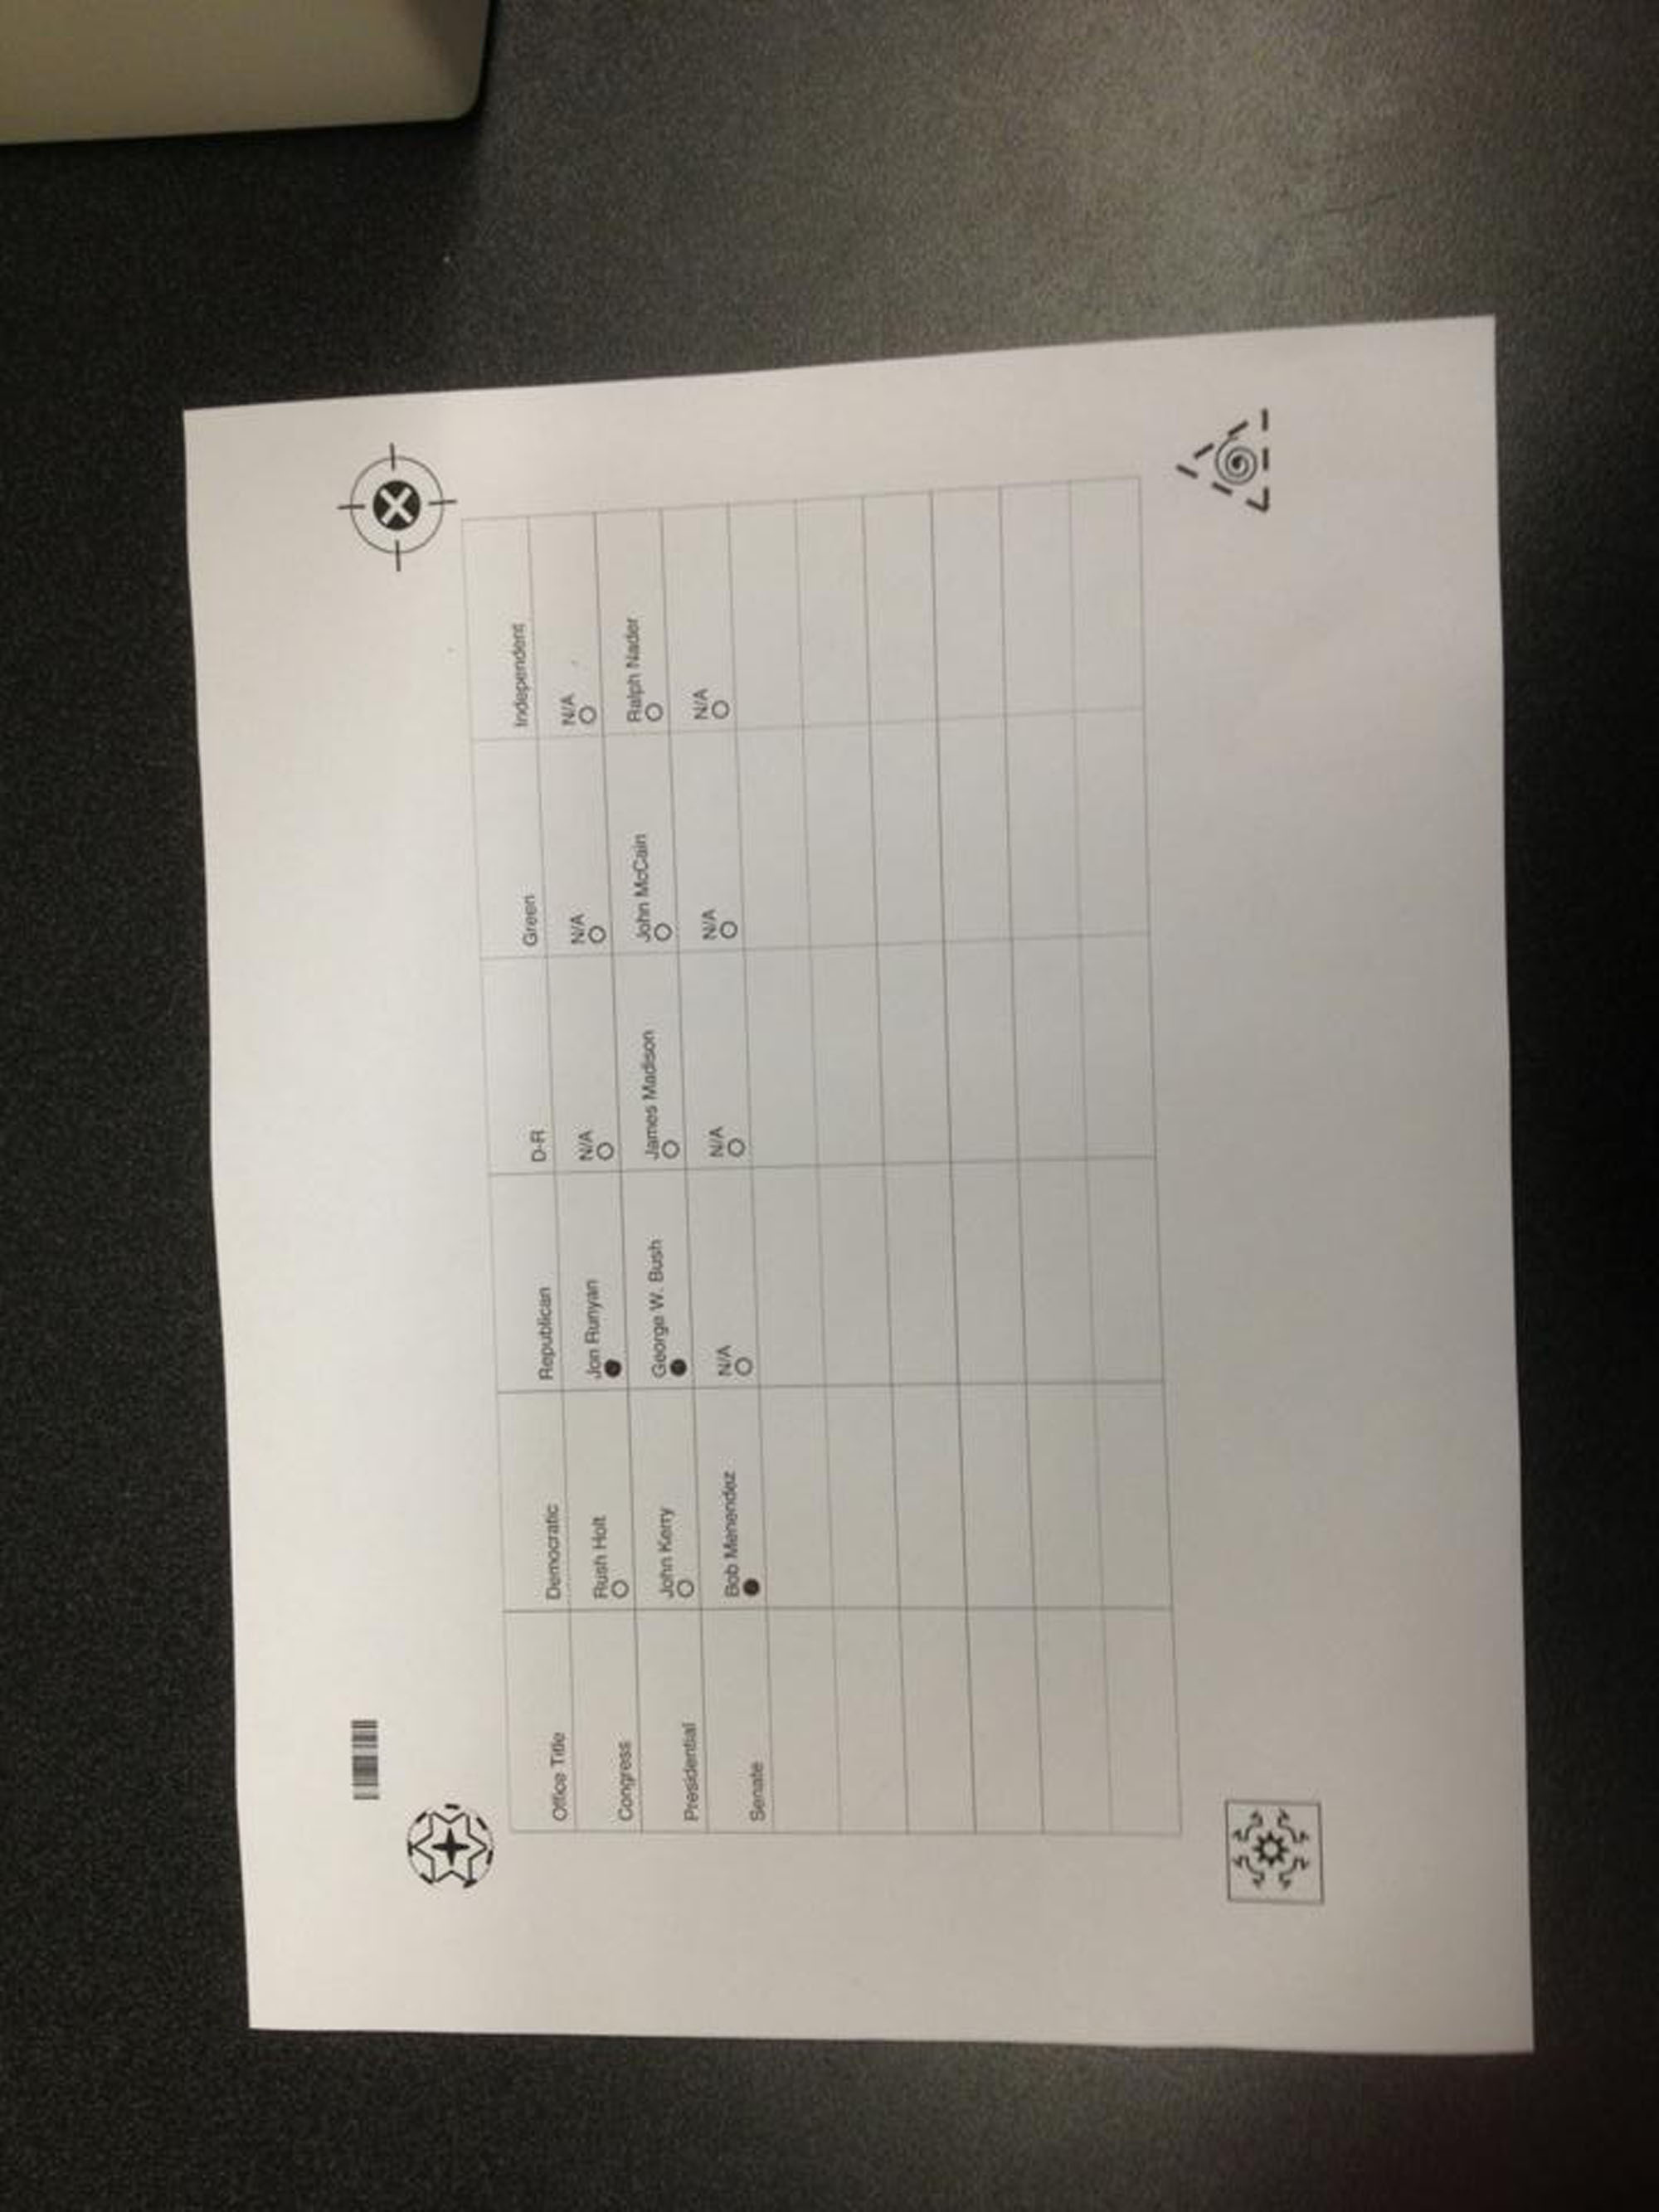 Office Title Democratic Republican D-R Green Independent
Congress Rush Holt Jon Runyan N/A N/A N/A
Presidential John Kerry George W. Bush James Madison John McCain Ralph Nader
Senate Bob Menendez N/A N/A N/A N/A